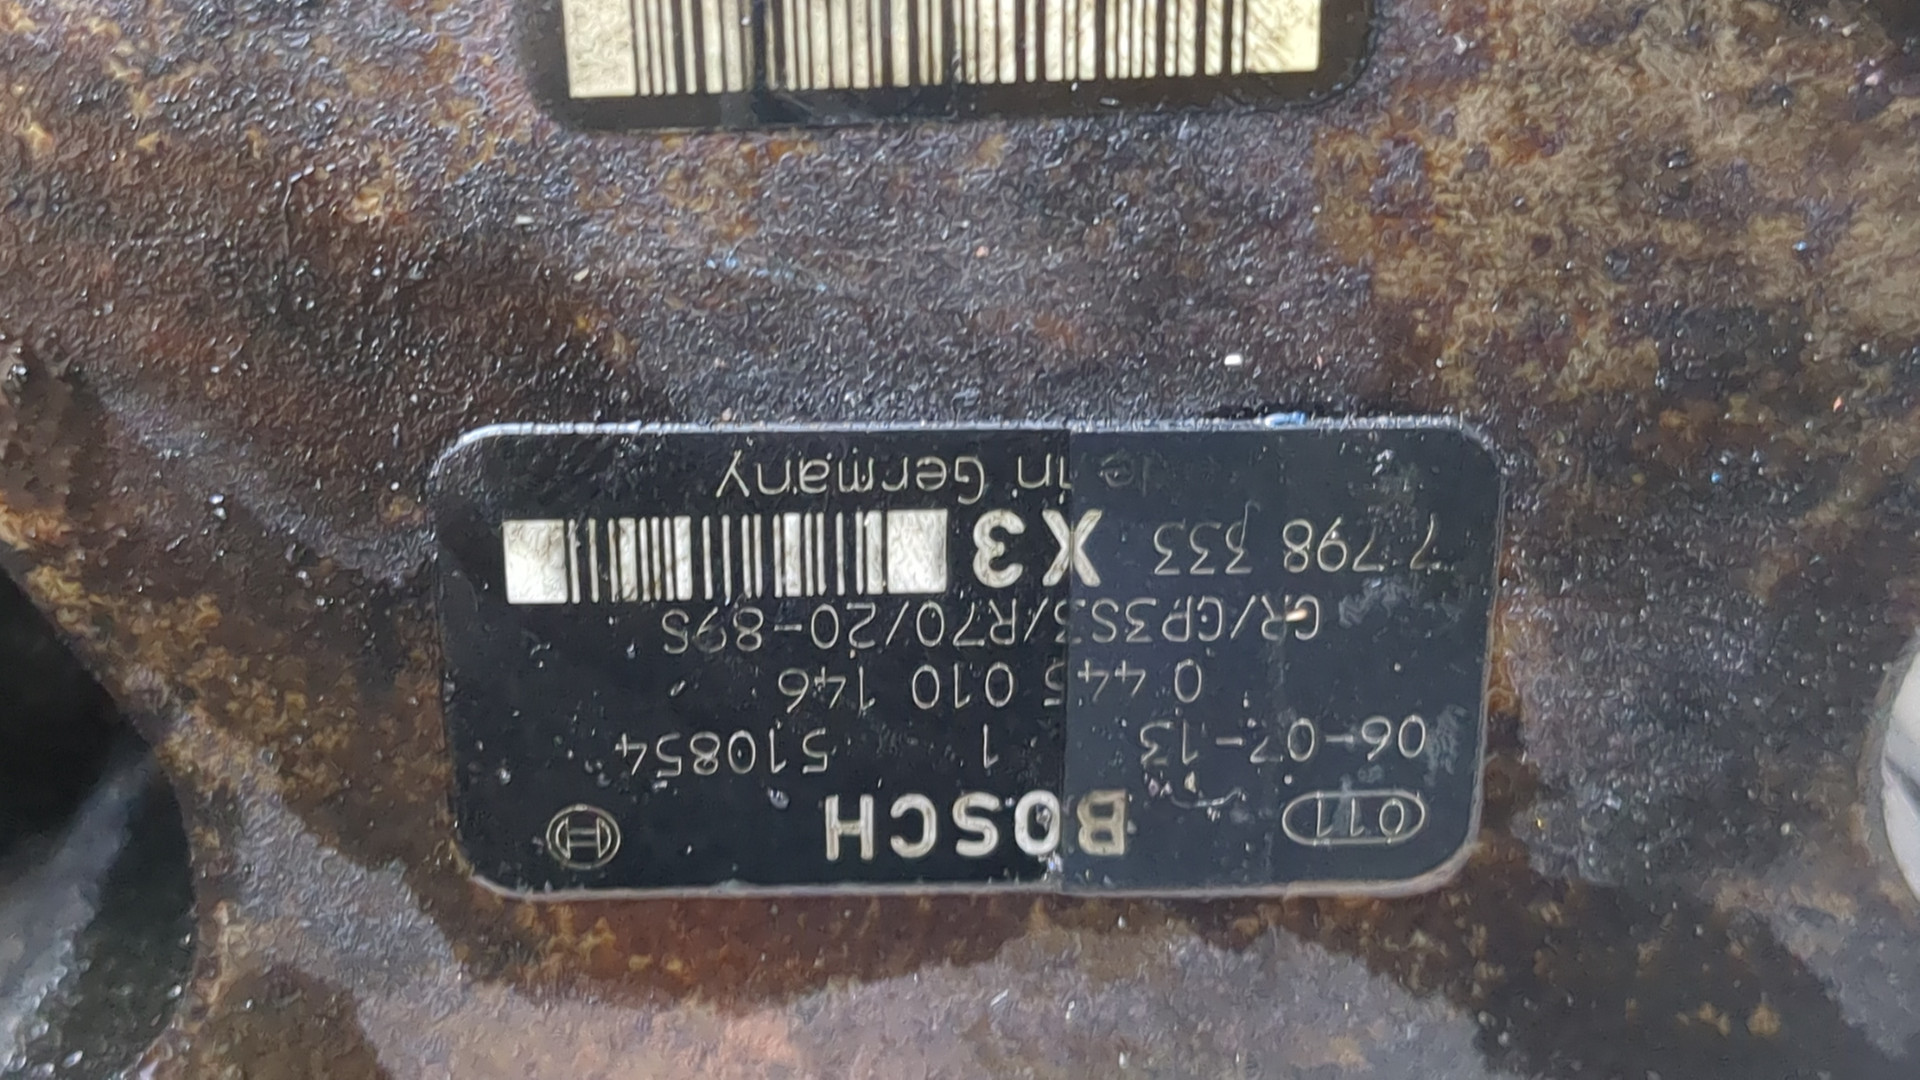 011 BOSCH
06-07-13 1 510854
0 445 010 146
CR/CP3S3/R70/20-89S
7 798 333 X3
in Germany